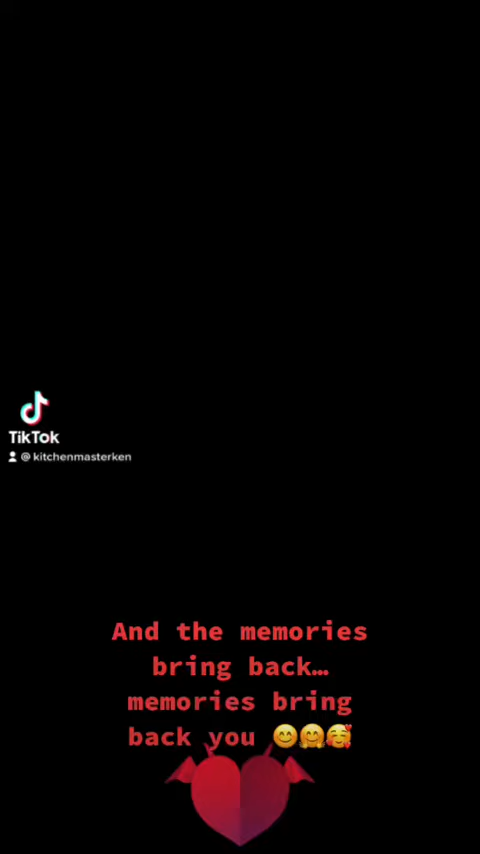 TikTok
@ kitchenmasterken
And the memories
bring back…
memories bring
back you 😊🤗🥰